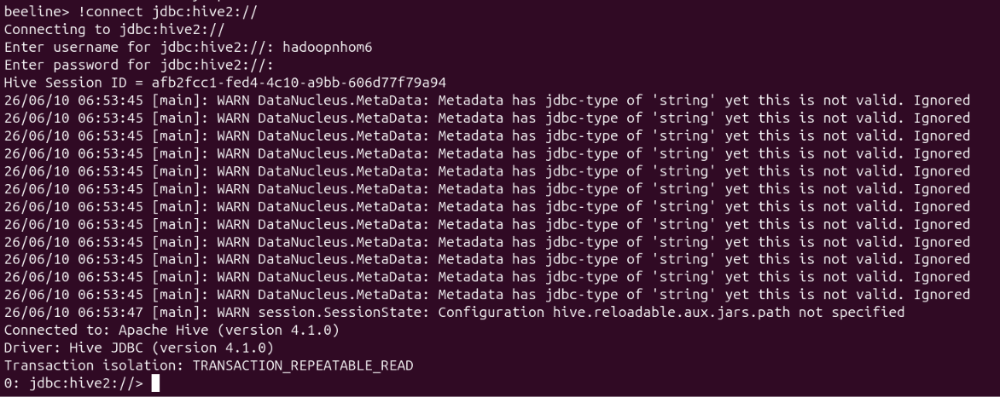 beeline> !connect jdbc:hive2://
Connecting to jdbc:hive2://
Enter username for jdbc:hive2://: hadoopnhom6
Enter password for jdbc:hive2://:
Hive Session ID = afb2fcc1-fed4-4c10-a9bb-606d77f79a94
26/06/10 06:53:45 [main]: WARN DataNucleus.MetaData: Metadata has jdbc-type of 'string' yet this is not valid. Ignored
26/06/10 06:53:45 [main]: WARN DataNucleus.MetaData: Metadata has jdbc-type of 'string' yet this is not valid. Ignored
26/06/10 06:53:45 [main]: WARN DataNucleus.MetaData: Metadata has jdbc-type of 'string' yet this is not valid. Ignored
26/06/10 06:53:45 [main]: WARN DataNucleus.MetaData: Metadata has jdbc-type of 'string' yet this is not valid. Ignored
26/06/10 06:53:45 [main]: WARN DataNucleus.MetaData: Metadata has jdbc-type of 'string' yet this is not valid. Ignored
26/06/10 06:53:45 [main]: WARN DataNucleus.MetaData: Metadata has jdbc-type of 'string' yet this is not valid. Ignored
26/06/10 06:53:45 [main]: WARN DataNucleus.MetaData: Metadata has jdbc-type of 'string' yet this is not valid. Ignored
26/06/10 06:53:45 [main]: WARN DataNucleus.MetaData: Metadata has jdbc-type of 'string' yet this is not valid. Ignored
26/06/10 06:53:45 [main]: WARN DataNucleus.MetaData: Metadata has jdbc-type of 'string' yet this is not valid. Ignored
26/06/10 06:53:45 [main]: WARN DataNucleus.MetaData: Metadata has jdbc-type of 'string' yet this is not valid. Ignored
26/06/10 06:53:45 [main]: WARN DataNucleus.MetaData: Metadata has jdbc-type of 'string' yet this is not valid. Ignored
26/06/10 06:53:45 [main]: WARN DataNucleus.MetaData: Metadata has jdbc-type of 'string' yet this is not valid. Ignored
26/06/10 06:53:47 [main]: WARN session.SessionState: Configuration hive.reloadable.aux.jars.path not specified
Connected to: Apache Hive (version 4.1.0)
Driver: Hive JDBC (version 4.1.0)
Transaction isolation: TRANSACTION_REPEATABLE_READ
0: jdbc:hive2://>